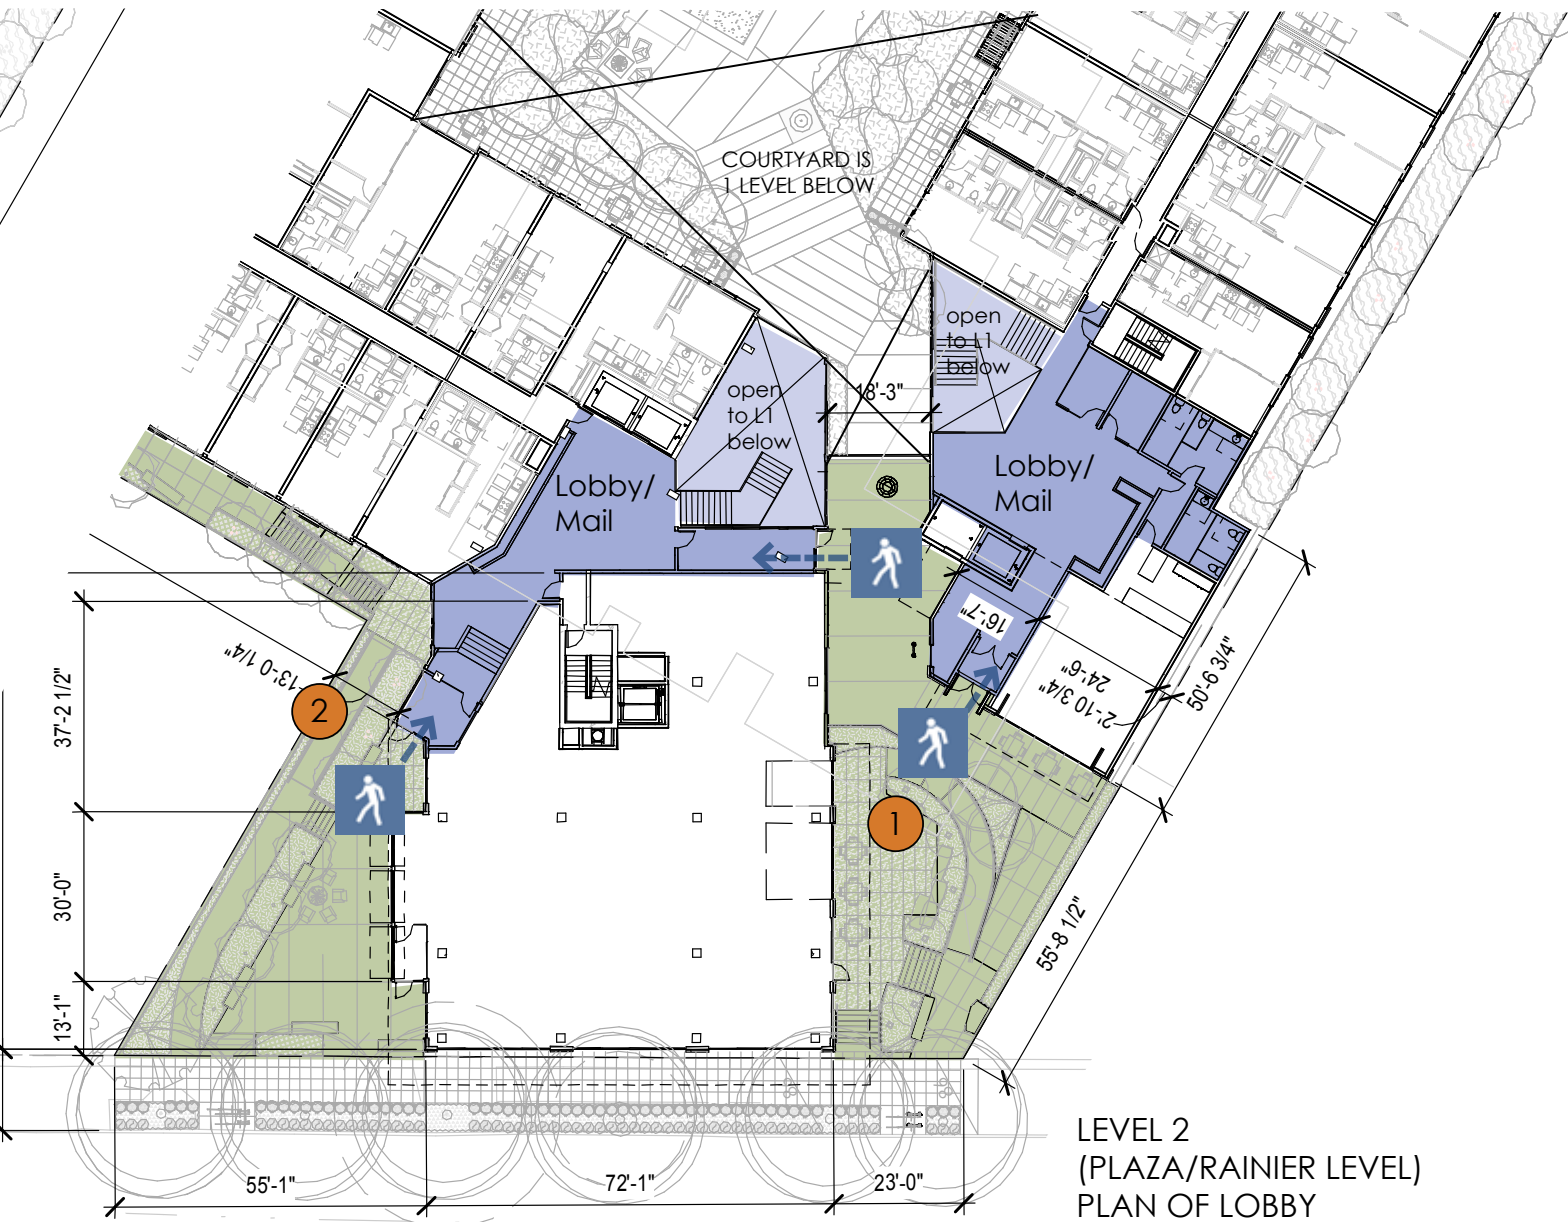 COURTYARD IS
1 LEVEL BELOW
open
to L1
below
open
to L1
below
18'-3"
Lobby/
Mail
Lobby/
Mail
16'-7"
2'-10 3/4"
24'-6"
50'-6 3/4"
13'-0 1/4"
2
1
37'-2 1/2"
30'-0"
13'-1"
55'-8 1/2"
55'-1"
72'-1"
23'-0"
LEVEL 2
(PLAZA/RAINIER LEVEL)
PLAN OF LOBBY